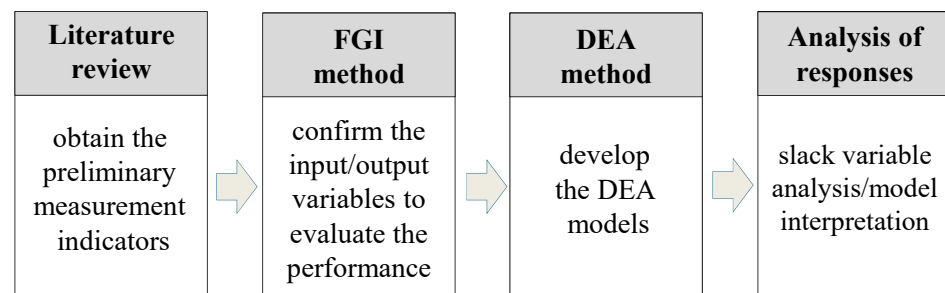 Literature
review
obtain the
preliminary
measurement
indicators
FGI
method
confirm the
input/output
variables to
evaluate the
performance
DEA
method
develop
the DEA
models
Analysis of
responses
slack variable
analysis/model
interpretation